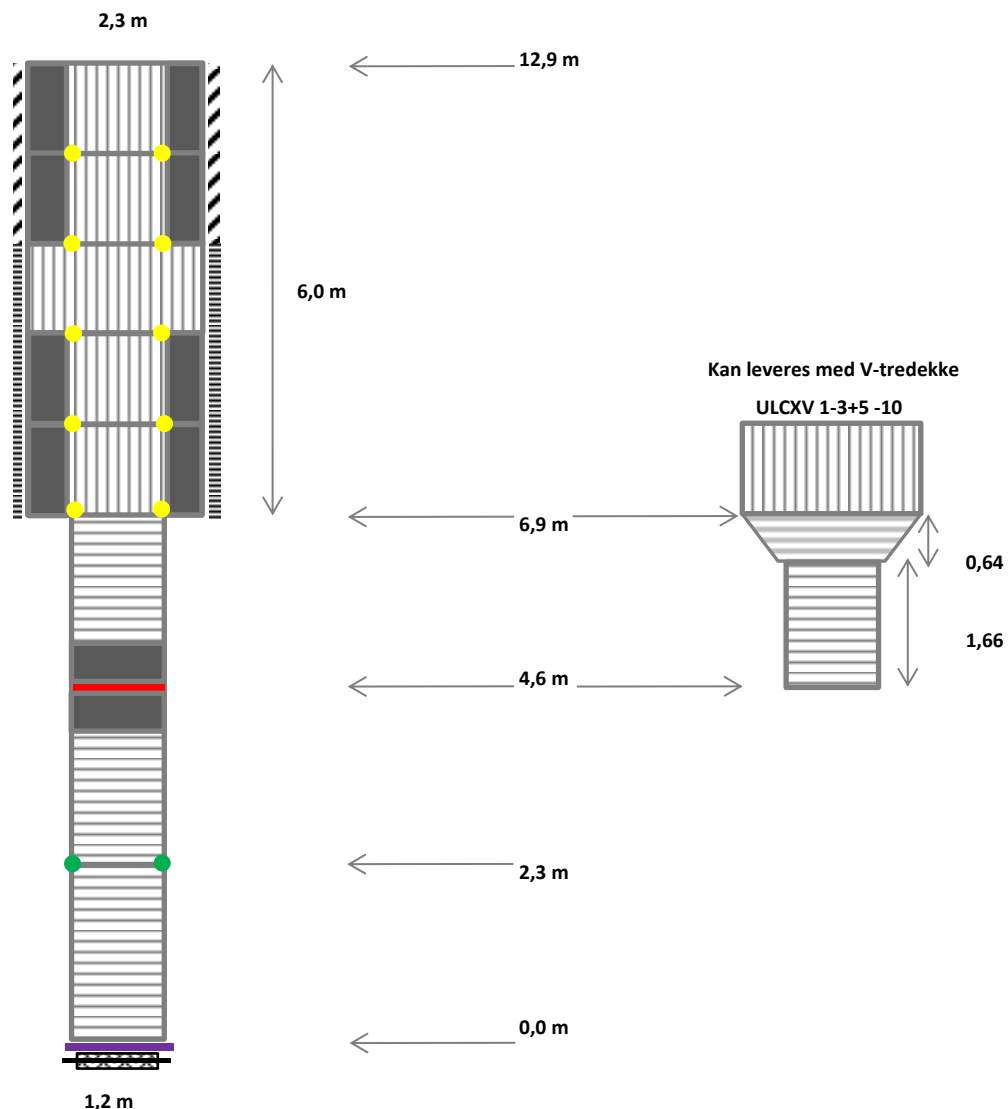 2,3 m
12,9 m
6,0 m
Kan leveres med V-tredekke
ULCXV 1-3+5 -10
6,9 m
0,64
1,66
4,6 m
2,3 m
0,0 m
1,2 m